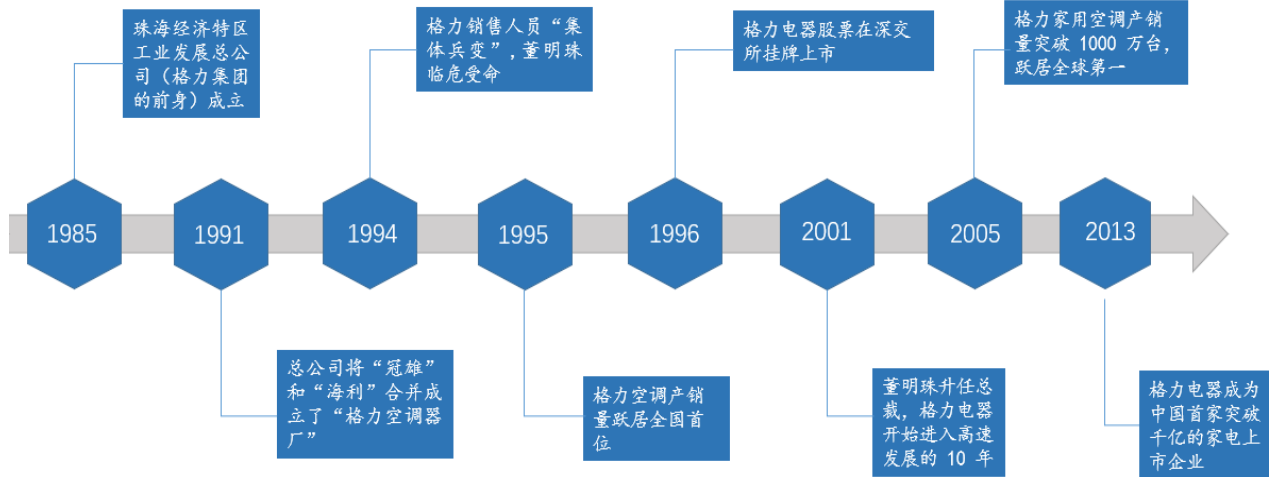 珠海经济特区
工业发展总公
司（格力集团
的前身）成立
格力销售人员“集
体兵变”,董明珠
临危受命
格力电器股票在深交
所挂牌上市
格力家用空调产销
量突破 1000 万台，
跃居全球第一
1985
1991
1994
1995
1996
2001
2005
2013
总公司将“冠雄”
和“海利”合并成
立了“格力空调器
厂”
格力空调产销
量跃居全国首
位
董明珠升任总
裁，格力电器
开始进入高速
发展的 10 年
格力电器成为
中国首家突破
千亿的家电上
市企业